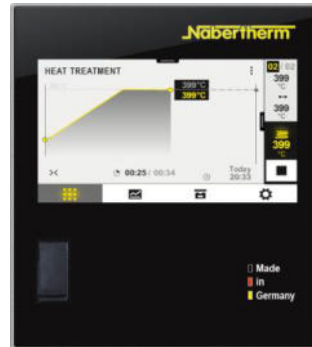 Nabertherm
HEAT TREATMENT
02 / 02
399
°C
399 °C
399 °C
399
°C
399
°C
00:25 / 00:34
Today
20:33
Made
in
Germany